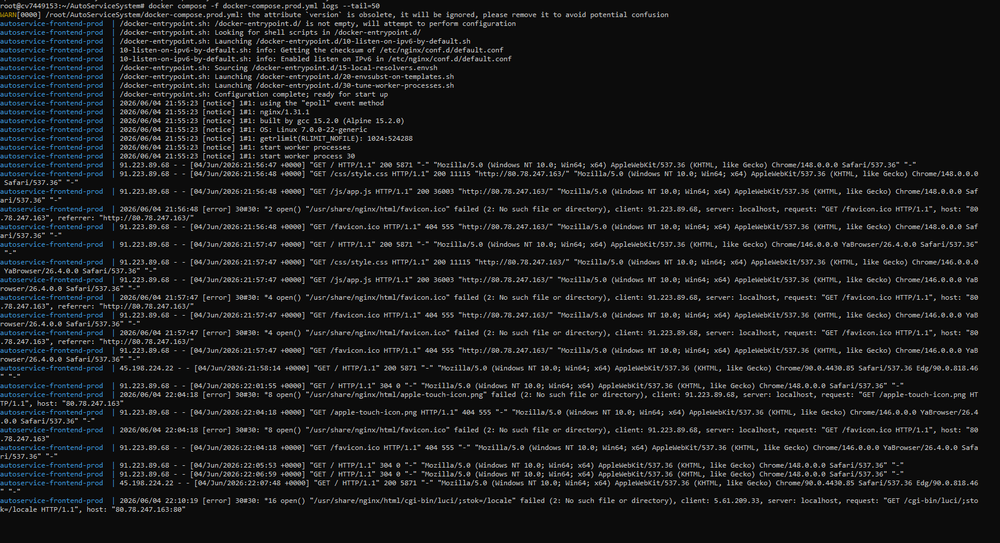 root@cv7449153:~/AutoServiceSystem# docker compose -f docker-compose.prod.yml logs --tail=50
WARN[0000] /root/AutoServiceSystem/docker-compose.prod.yml: the attribute `version` is obsolete, it will be ignored, please remove it to avoid potential confusion
autoservice-frontend-prod  | /docker-entrypoint.sh: /docker-entrypoint.d/ is not empty, will attempt to perform configuration
autoservice-frontend-prod  | /docker-entrypoint.sh: Looking for shell scripts in /docker-entrypoint.d/
autoservice-frontend-prod  | /docker-entrypoint.sh: Launching /docker-entrypoint.d/10-listen-on-ipv6-by-default.sh
autoservice-frontend-prod  | 10-listen-on-ipv6-by-default.sh: info: Getting the checksum of /etc/nginx/conf.d/default.conf
autoservice-frontend-prod  | 10-listen-on-ipv6-by-default.sh: info: Enabled listen on IPv6 in /etc/nginx/conf.d/default.conf
autoservice-frontend-prod  | /docker-entrypoint.sh: Sourcing /docker-entrypoint.d/15-local-resolvers.envsh
autoservice-frontend-prod  | /docker-entrypoint.sh: Launching /docker-entrypoint.d/20-envsubst-on-templates.sh
autoservice-frontend-prod  | /docker-entrypoint.sh: Launching /docker-entrypoint.d/30-tune-worker-processes.sh
autoservice-frontend-prod  | /docker-entrypoint.sh: Configuration complete; ready for start up
autoservice-frontend-prod  | 2026/06/04 21:55:23 [notice] 1#1: using the "epoll" event method
autoservice-frontend-prod  | 2026/06/04 21:55:23 [notice] 1#1: nginx/1.31.1
autoservice-frontend-prod  | 2026/06/04 21:55:23 [notice] 1#1: built by gcc 15.2.0 (Alpine 15.2.0)
autoservice-frontend-prod  | 2026/06/04 21:55:23 [notice] 1#1: OS: Linux 7.0.0-22-generic
autoservice-frontend-prod  | 2026/06/04 21:55:23 [notice] 1#1: getrlimit(RLIMIT_NOFILE): 1024:524288
autoservice-frontend-prod  | 2026/06/04 21:55:23 [notice] 1#1: start worker processes
autoservice-frontend-prod  | 2026/06/04 21:55:23 [notice] 1#1: start worker process 30
autoservice-frontend-prod  | 91.223.89.68 - - [04/Jun/2026:21:56:47 +0000] "GET / HTTP/1.1" 200 5871 "-" "Mozilla/5.0 (Windows NT 10.0; Win64; x64) AppleWebKit/537.36 (KHTML, like Gecko) Chrome/148.0.0.0 Safari/537.36" "-"
autoservice-frontend-prod  | 91.223.89.68 - - [04/Jun/2026:21:56:48 +0000] "GET /css/style.css HTTP/1.1" 200 11115 "http://80.78.247.163/" "Mozilla/5.0 (Windows NT 10.0; Win64; x64) AppleWebKit/537.36 (KHTML, like Gecko) Chrome/148.0.0.0
 Safari/537.36" "-"
autoservice-frontend-prod  | 91.223.89.68 - - [04/Jun/2026:21:56:48 +0000] "GET /js/app.js HTTP/1.1" 200 36003 "http://80.78.247.163/" "Mozilla/5.0 (Windows NT 10.0; Win64; x64) AppleWebKit/537.36 (KHTML, like Gecko) Chrome/148.0.0.0 Saf
ari/537.36" "-"
autoservice-frontend-prod  | 2026/06/04 21:56:48 [error] 30#30: *2 open() "/usr/share/nginx/html/favicon.ico" failed (2: No such file or directory), client: 91.223.89.68, server: localhost, request: "GET /favicon.ico HTTP/1.1", host: "80
.78.247.163", referrer: "http://80.78.247.163/"
autoservice-frontend-prod  | 91.223.89.68 - - [04/Jun/2026:21:56:48 +0000] "GET /favicon.ico HTTP/1.1" 404 555 "http://80.78.247.163/" "Mozilla/5.0 (Windows NT 10.0; Win64; x64) AppleWebKit/537.36 (KHTML, like Gecko) Chrome/148.0.0.0 Saf
ari/537.36" "-"
autoservice-frontend-prod  | 91.223.89.68 - - [04/Jun/2026:21:57:47 +0000] "GET / HTTP/1.1" 200 5871 "-" "Mozilla/5.0 (Windows NT 10.0; Win64; x64) AppleWebKit/537.36 (KHTML, like Gecko) Chrome/146.0.0.0 YaBrowser/26.4.0.0 Safari/537.36"
 "-"
autoservice-frontend-prod  | 91.223.89.68 - - [04/Jun/2026:21:57:47 +0000] "GET /css/style.css HTTP/1.1" 200 11115 "http://80.78.247.163/" "Mozilla/5.0 (Windows NT 10.0; Win64; x64) AppleWebKit/537.36 (KHTML, like Gecko) Chrome/146.0.0.0
 YaBrowser/26.4.0.0 Safari/537.36" "-"
autoservice-frontend-prod  | 91.223.89.68 - - [04/Jun/2026:21:57:47 +0000] "GET /js/app.js HTTP/1.1" 200 36003 "http://80.78.247.163/" "Mozilla/5.0 (Windows NT 10.0; Win64; x64) AppleWebKit/537.36 (KHTML, like Gecko) Chrome/146.0.0.0 YaB
rowser/26.4.0.0 Safari/537.36" "-"
autoservice-frontend-prod  | 2026/06/04 21:57:47 [error] 30#30: *4 open() "/usr/share/nginx/html/favicon.ico" failed (2: No such file or directory), client: 91.223.89.68, server: localhost, request: "GET /favicon.ico HTTP/1.1", host: "80
.78.247.163", referrer: "http://80.78.247.163/"
autoservice-frontend-prod  | 91.223.89.68 - - [04/Jun/2026:21:57:47 +0000] "GET /favicon.ico HTTP/1.1" 404 555 "http://80.78.247.163/" "Mozilla/5.0 (Windows NT 10.0; Win64; x64) AppleWebKit/537.36 (KHTML, like Gecko) Chrome/146.0.0.0 YaB
rowser/26.4.0.0 Safari/537.36" "-"
autoservice-frontend-prod  | 2026/06/04 21:57:47 [error] 30#30: *4 open() "/usr/share/nginx/html/favicon.ico" failed (2: No such file or directory), client: 91.223.89.68, server: localhost, request: "GET /favicon.ico HTTP/1.1", host: "80
.78.247.163", referrer: "http://80.78.247.163/"
autoservice-frontend-prod  | 91.223.89.68 - - [04/Jun/2026:21:57:47 +0000] "GET /favicon.ico HTTP/1.1" 404 555 "http://80.78.247.163/" "Mozilla/5.0 (Windows NT 10.0; Win64; x64) AppleWebKit/537.36 (KHTML, like Gecko) Chrome/146.0.0.0 YaB
rowser/26.4.0.0 Safari/537.36" "-"
autoservice-frontend-prod  | 45.198.224.22 - - [04/Jun/2026:21:58:14 +0000] "GET / HTTP/1.1" 200 5871 "-" "Mozilla/5.0 (Windows NT 10.0; Win64; x64) AppleWebKit/537.36 (KHTML, like Gecko) Chrome/90.0.4430.85 Safari/537.36 Edg/90.0.818.46
" "-"
autoservice-frontend-prod  | 91.223.89.68 - - [04/Jun/2026:22:01:55 +0000] "GET / HTTP/1.1" 304 0 "-" "Mozilla/5.0 (Windows NT 10.0; Win64; x64) AppleWebKit/537.36 (KHTML, like Gecko) Chrome/148.0.0.0 Safari/537.36" "-"
autoservice-frontend-prod  | 2026/06/04 22:04:18 [error] 30#30: *8 open() "/usr/share/nginx/html/apple-touch-icon.png" failed (2: No such file or directory), client: 91.223.89.68, server: localhost, request: "GET /apple-touch-icon.png HT
TP/1.1", host: "80.78.247.163"
autoservice-frontend-prod  | 91.223.89.68 - - [04/Jun/2026:22:04:18 +0000] "GET /apple-touch-icon.png HTTP/1.1" 404 555 "-" "Mozilla/5.0 (Windows NT 10.0; Win64; x64) AppleWebKit/537.36 (KHTML, like Gecko) Chrome/146.0.0.0 YaBrowser/26.4
.0.0 Safari/537.36" "-"
autoservice-frontend-prod  | 2026/06/04 22:04:18 [error] 30#30: *8 open() "/usr/share/nginx/html/favicon.ico" failed (2: No such file or directory), client: 91.223.89.68, server: localhost, request: "GET /favicon.ico HTTP/1.1", host: "80
.78.247.163"
autoservice-frontend-prod  | 91.223.89.68 - - [04/Jun/2026:22:04:18 +0000] "GET /favicon.ico HTTP/1.1" 404 555 "-" "Mozilla/5.0 (Windows NT 10.0; Win64; x64) AppleWebKit/537.36 (KHTML, like Gecko) Chrome/146.0.0.0 YaBrowser/26.4.0.0 Safa
ri/537.36" "-"
autoservice-frontend-prod  | 91.223.89.68 - - [04/Jun/2026:22:05:53 +0000] "GET / HTTP/1.1" 304 0 "-" "Mozilla/5.0 (Windows NT 10.0; Win64; x64) AppleWebKit/537.36 (KHTML, like Gecko) Chrome/148.0.0.0 Safari/537.36" "-"
autoservice-frontend-prod  | 91.223.89.68 - - [04/Jun/2026:22:06:59 +0000] "GET / HTTP/1.1" 304 0 "-" "Mozilla/5.0 (Windows NT 10.0; Win64; x64) AppleWebKit/537.36 (KHTML, like Gecko) Chrome/148.0.0.0 Safari/537.36" "-"
autoservice-frontend-prod  | 45.198.224.22 - - [04/Jun/2026:22:07:48 +0000] "GET / HTTP/1.1" 200 5871 "-" "Mozilla/5.0 (Windows NT 10.0; Win64; x64) AppleWebKit/537.36 (KHTML, like Gecko) Chrome/90.0.4430.85 Safari/537.36 Edg/90.0.818.46
" "-"
autoservice-frontend-prod  | 2026/06/04 22:10:19 [error] 30#30: *16 open() "/usr/share/nginx/html/cgi-bin/luci/;stok=/locale" failed (2: No such file or directory), client: 5.61.209.33, server: localhost, request: "GET /cgi-bin/luci/;sto
k=/locale HTTP/1.1", host: "80.78.247.163:80"